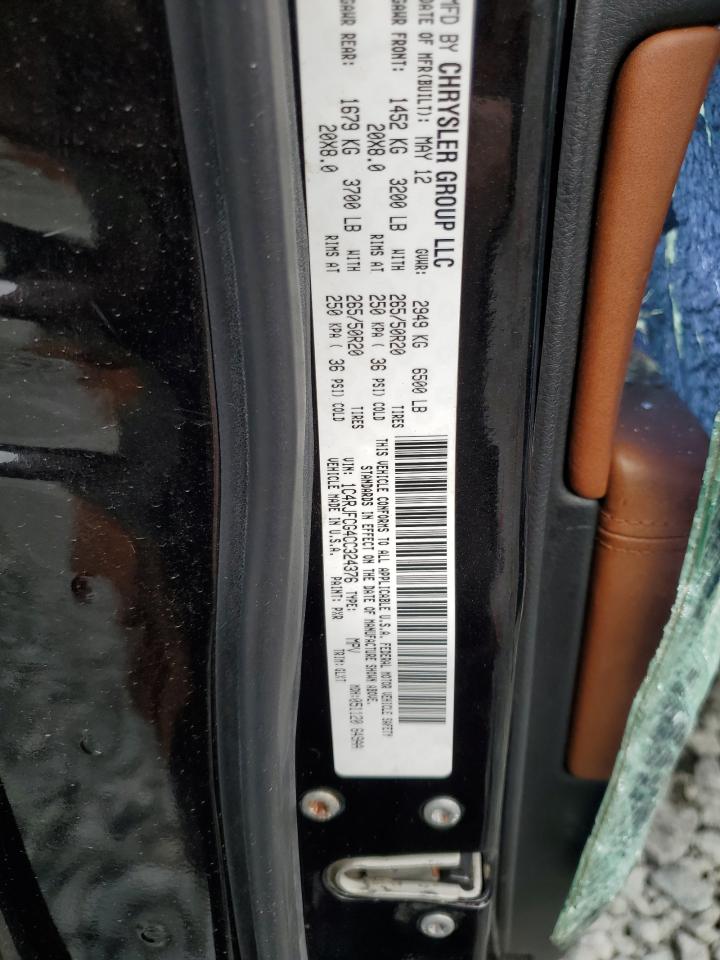 MFD BY CHRYSLER GROUP LLC
DATE OF MFR(BUILT): MAY 12 GVWR: 2949 KG 6500 LB
GAWR FRONT: 1452 KG 3200 LB WITH 265/50R20 TIRES
20X8.0 RIMS AT 250 KPA ( 36 PSI) COLD
GAWR REAR: 1679 KG 3700 LB WITH 265/50R20 TIRES
20X8.0 RIMS AT 250 KPA ( 36 PSI) COLD
THIS VEHICLE CONFORMS TO ALL APPLICABLE U.S.A. FEDERAL MOTOR VEHICLE SAFETY
STANDARDS IN EFFECT ON THE DATE OF MANUFACTURE SHOWN ABOVE.
VIN: 1C4RJFCG4CC324376 TYPE: MPV MDH:051120
VEHICLE MADE IN U.S.A. PAINT: PXR TRIM: